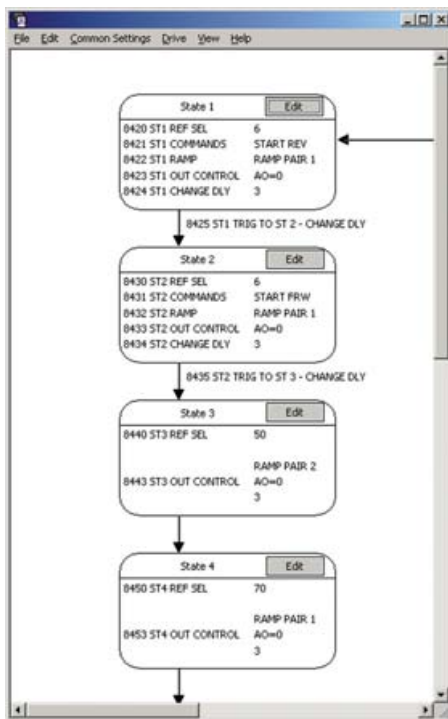 File Edit Common Settings Drive View Help
State 1 Edit
8420 ST1 REF SEL 6
8421 ST1 COMMANDS START REV
8422 ST1 RAMP RAMP PAIR 1
8423 ST1 OUT CONTROL AO=0
8424 ST1 CHANGE DLY 3
8425 ST1 TRIG TO ST 2 - CHANGE DLY
State 2 Edit
8430 ST2 REF SEL 6
8431 ST2 COMMANDS START FRW
8432 ST2 RAMP RAMP PAIR 1
8433 ST2 OUT CONTROL AO=0
8434 ST2 CHANGE DLY 3
8435 ST2 TRIG TO ST 3 - CHANGE DLY
State 3 Edit
8440 ST3 REF SEL 50
RAMP PAIR 2
8443 ST3 OUT CONTROL AO=0
3
State 4 Edit
8450 ST4 REF SEL 70
RAMP PAIR 1
8453 ST4 OUT CONTROL AO=0
3